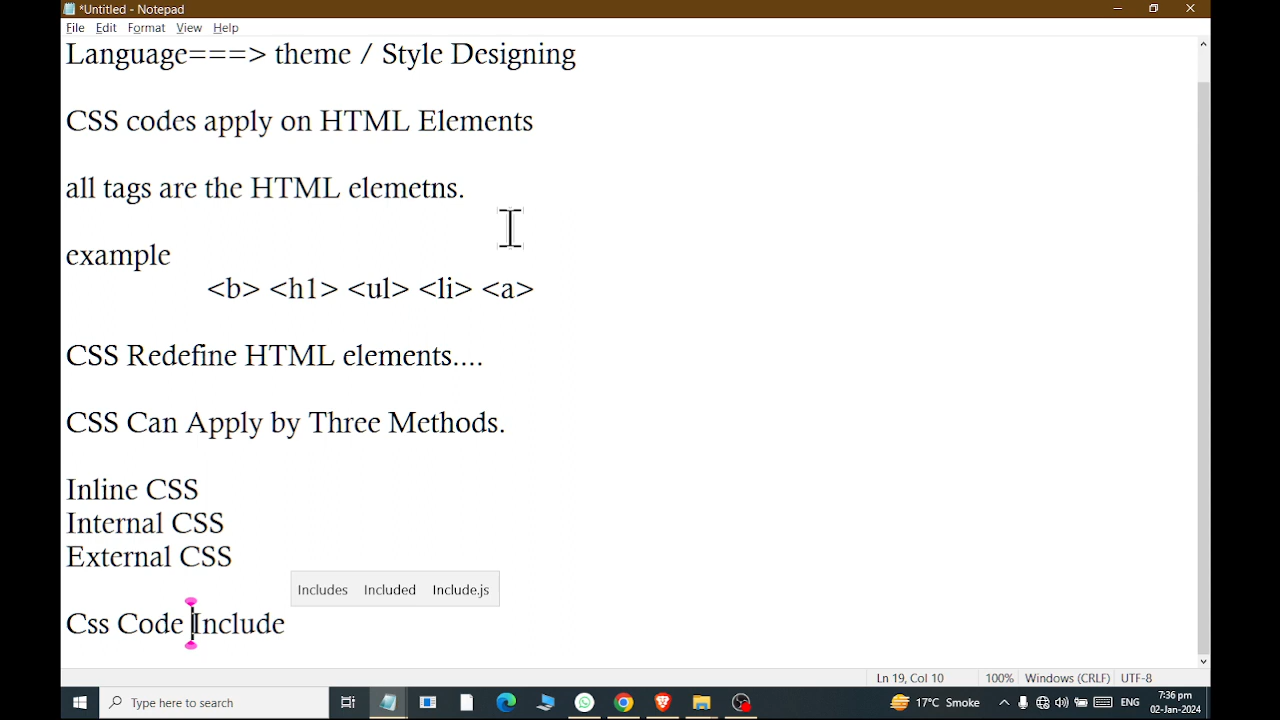 *Untitled - Notepad
File Edit Format View Help
Language===> theme / Style Designing
CSS codes apply on HTML Elements
all tags are the HTML elemetns.
example
<b> <h1> <ul> <li> <a>
CSS Redefine HTML elements....
CSS Can Apply by Three Methods.
Inline CSS
Internal CSS
External CSS
Includes Included Include.js
Css Code Include
Ln 19, Col 10 100% Windows (CRLF) UTF-8
Type here to search
17°C Smoke
ENG
7:36 pm
02-Jan-2024